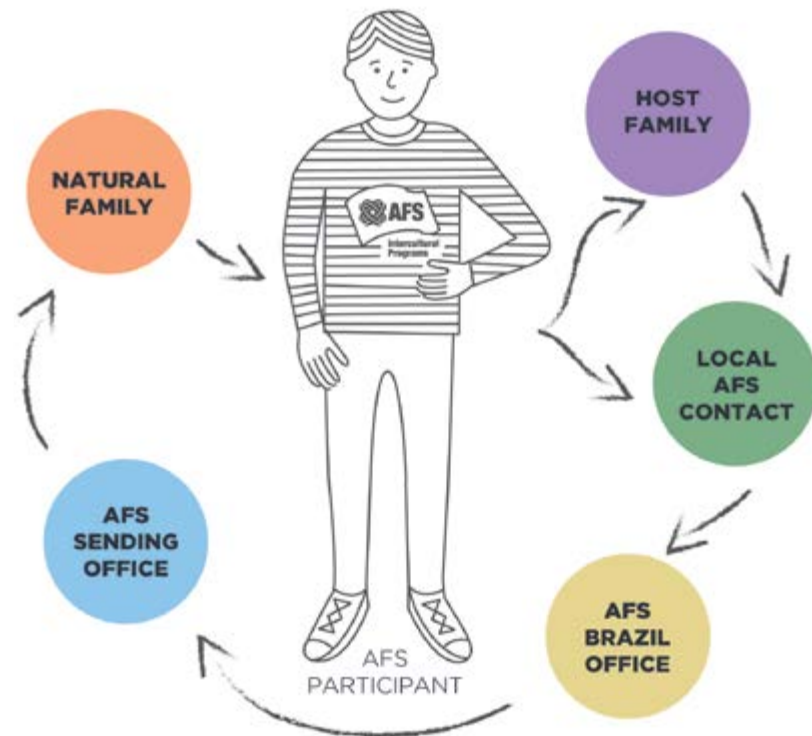 HOST
FAMILY
NATURAL
FAMILY
AFS
Intercultural
Programs
LOCAL
AFS
CONTACT
AFS
SENDING
OFFICE
AFS
BRAZIL
OFFICE
AFS
PARTICIPANT